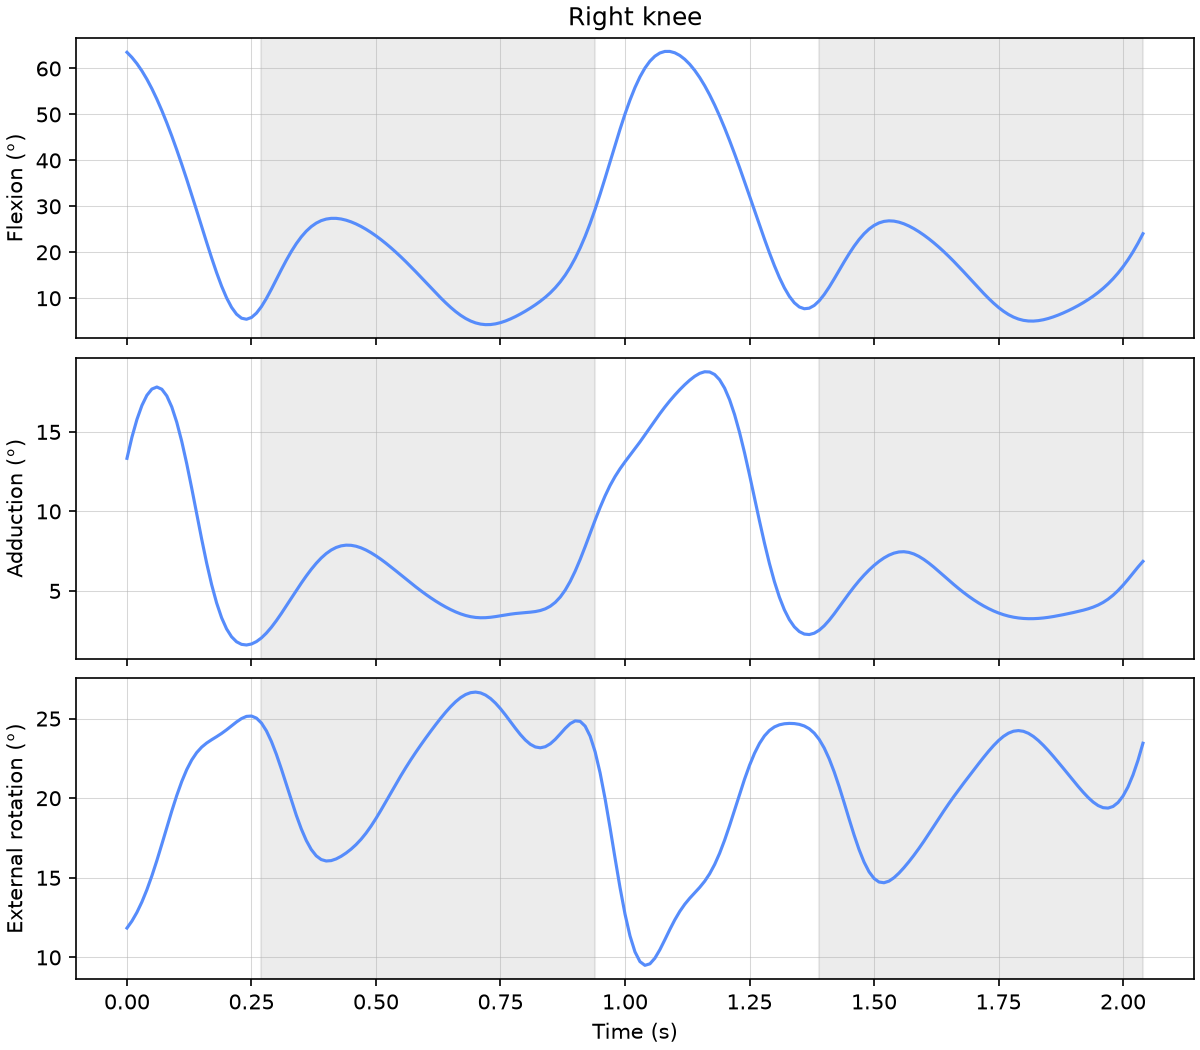 Right knee
Flexion (°)
60
50
40
30
20
10
Adduction (°)
15
10
5
External rotation (°)
25
20
15
10
0.00 0.25 0.50 0.75 1.00 1.25 1.50 1.75 2.00
Time (s)